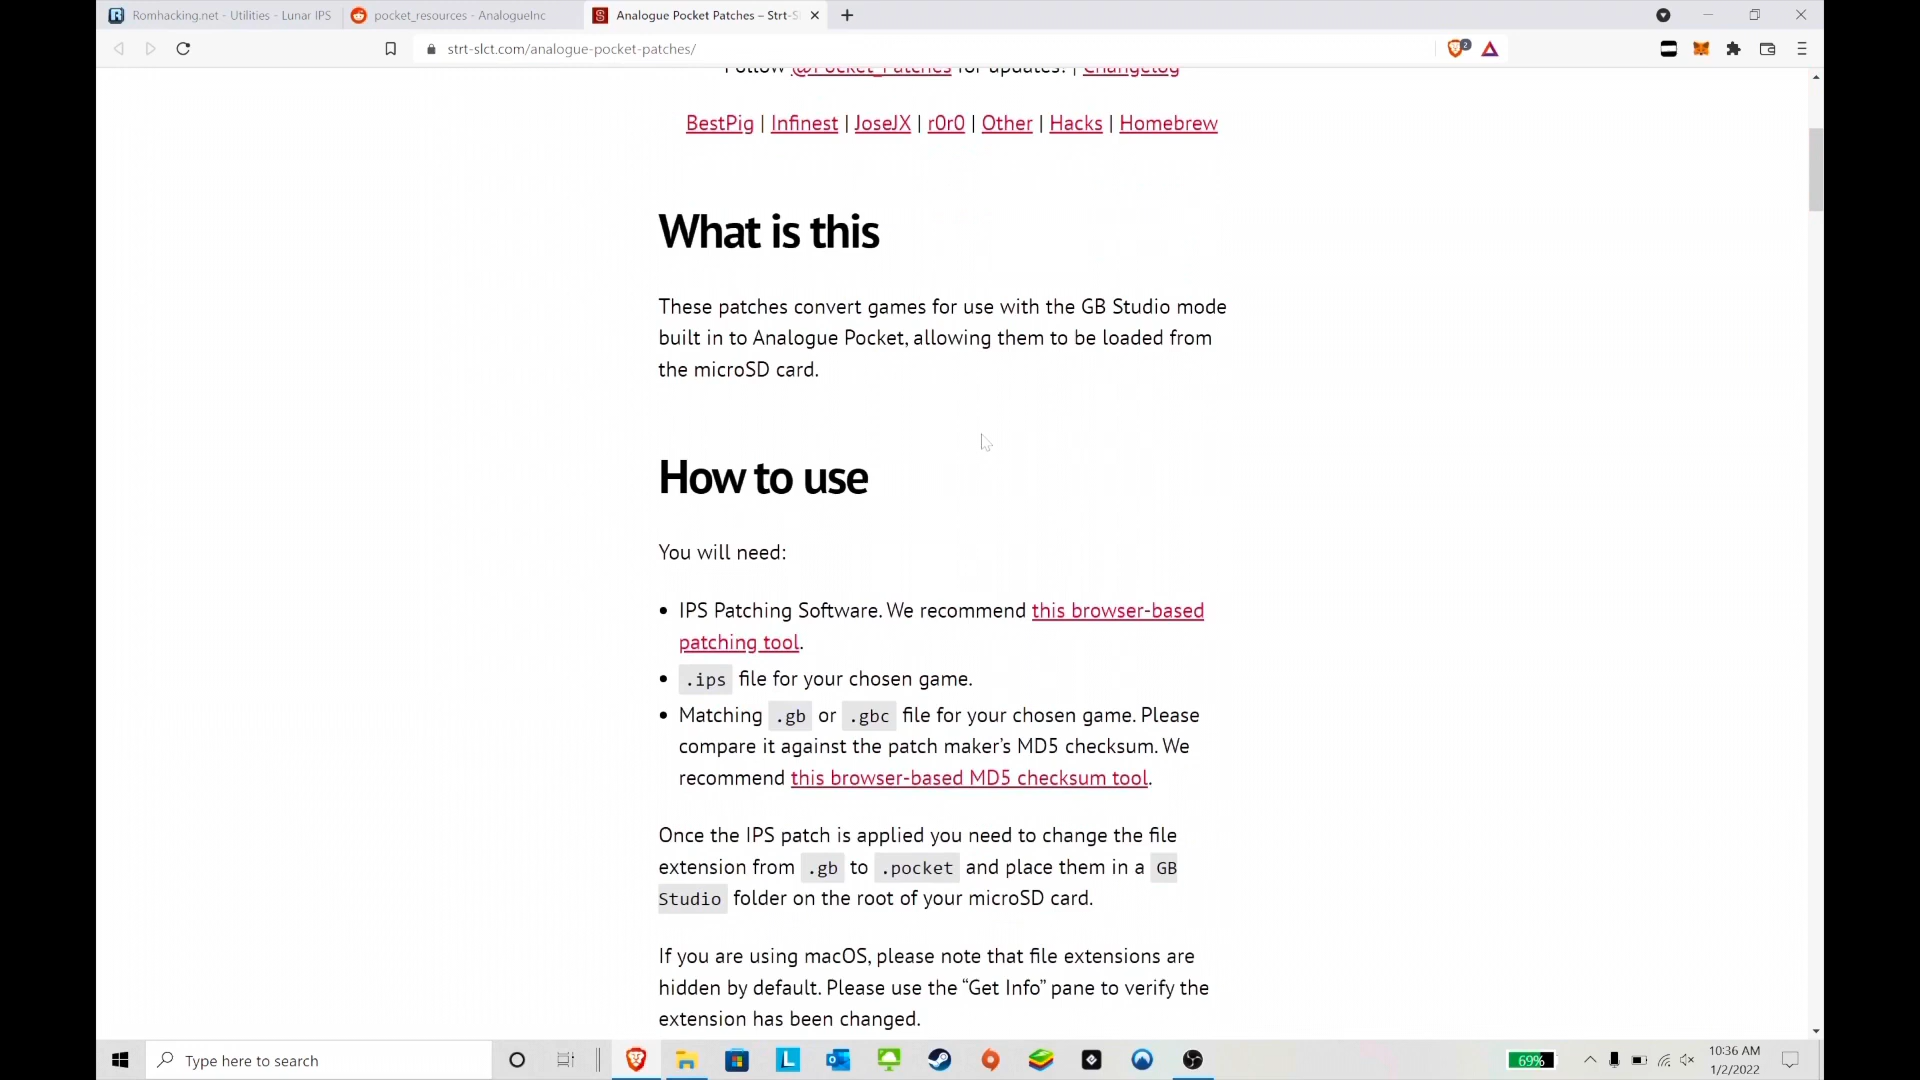 Romhacking.net - Utilities - Lunar IPS
pocket_resources - AnalogueInc
Analogue Pocket Patches – Strt-Sl
strt-slct.com/analogue-pocket-patches/
2
Follow @Pocket_Patches for updates! | Changelog
BestPig | Infinest | JoseJX | r0r0 | Other | Hacks | Homebrew
What is this
These patches convert games for use with the GB Studio mode
built in to Analogue Pocket, allowing them to be loaded from
the microSD card.
How to use
You will need:
• IPS Patching Software. We recommend this browser-based
patching tool.
• .ips file for your chosen game.
• Matching .gb or .gbc file for your chosen game. Please
compare it against the patch maker’s MD5 checksum. We
recommend this browser-based MD5 checksum tool.
Once the IPS patch is applied you need to change the file
extension from .gb to .pocket and place them in a GB
Studio folder on the root of your microSD card.
If you are using macOS, please note that file extensions are
hidden by default. Please use the “Get Info” pane to verify the
extension has been changed.
Type here to search
L
69%
10:36 AM
1/2/2022